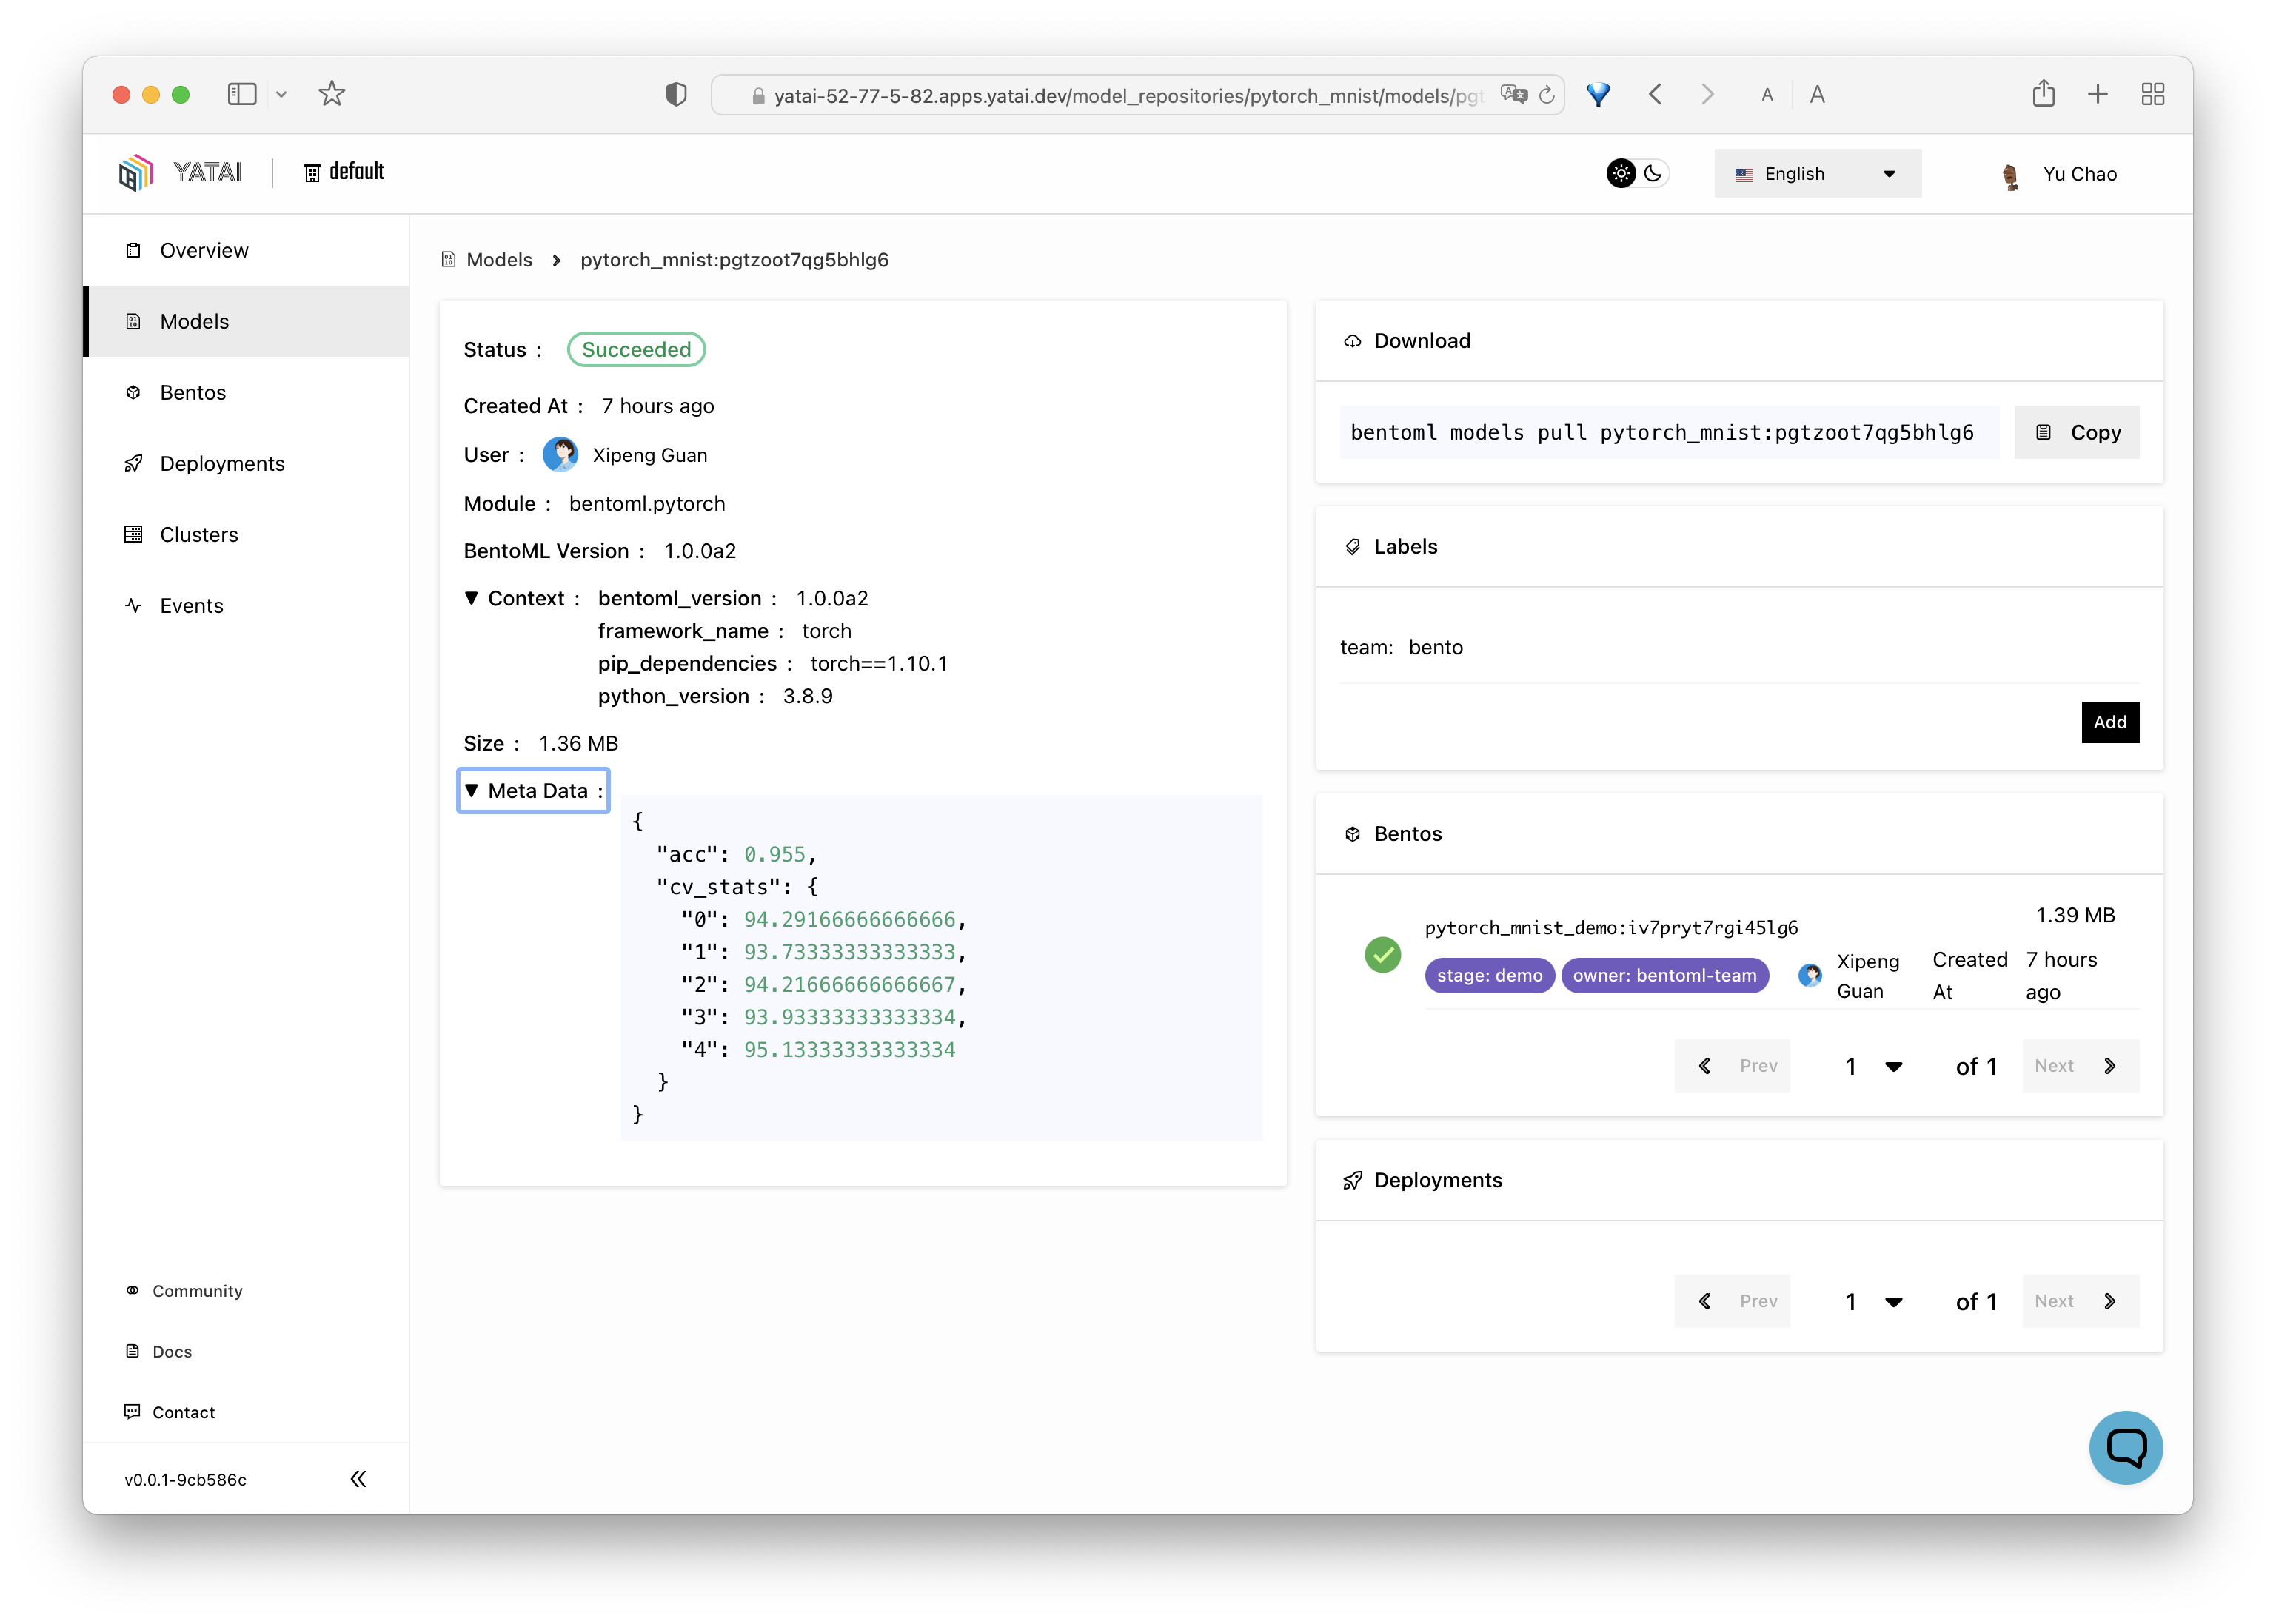 yatai-52-77-5-82.apps.yatai.dev/model_repositories/pytorch_mnist/models/pgt
A A
YATAI default
English
Yu Chao
Overview
Models
Bentos
Deployments
Clusters
Events
Community
Docs
Contact
v0.0.1-9cb586c
Models pytorch_mnist:pgtzoot7qg5bhlg6
Status : Succeeded
Created At : 7 hours ago
User : Xipeng Guan
Module : bentoml.pytorch
BentoML Version : 1.0.0a2
Context : bentoml_version : 1.0.0a2
framework_name : torch
pip_dependencies : torch==1.10.1
python_version : 3.8.9
Size : 1.36 MB
Meta Data :
{
"acc": 0.955,
"cv_stats": {
"0": 94.29166666666666,
"1": 93.73333333333333,
"2": 94.21666666666667,
"3": 93.93333333333334,
"4": 95.13333333333334
}
}
Download
bentoml models pull pytorch_mnist:pgtzoot7qg5bhlg6 Copy
Labels
team: bento
Add
Bentos
pytorch_mnist_demo:iv7pryt7rgi45lg6
1.39 MB
stage: demo owner: bentoml-team
Xipeng
Guan
Created
At
7 hours
ago
Prev 1 of 1 Next
Deployments
Prev 1 of 1 Next